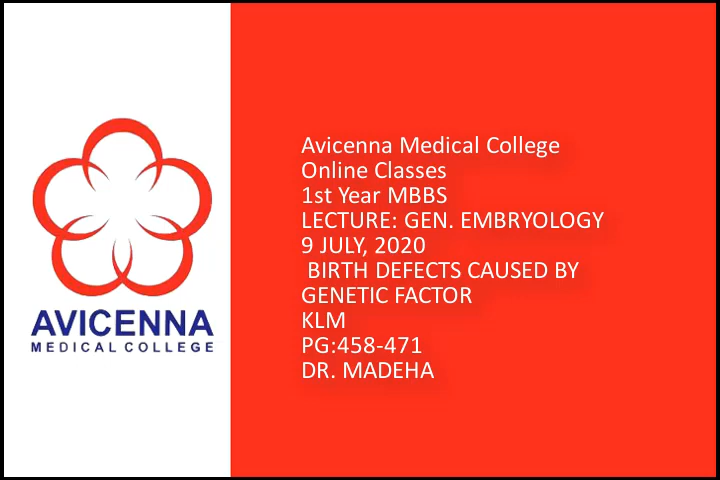 AVICENNA
MEDICAL COLLEGE
Avicenna Medical College
Online Classes
1st Year MBBS
LECTURE: GEN. EMBRYOLOGY
9 JULY, 2020
BIRTH DEFECTS CAUSED BY
GENETIC FACTOR
KLM
PG:458-471
DR. MADEHA